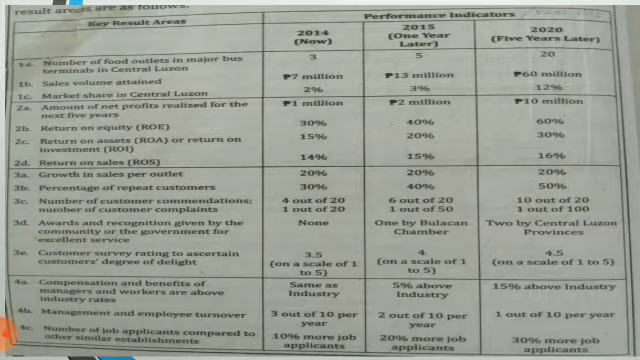 result areas are as follows:
Key Result Areas
Performance Indicators
2014
(Now)
2015
(One Year
Later)
2020
(Five Years Later)
1a. Number of food outlets in major bus
terminals in Central Luzon
3
5
20
1b. Sales volume attained
₱7 million
₱13 million
₱60 million
1c. Market share in Central Luzon
2%
3%
12%
2a. Amount of net profits realized for the
next five years
₱1 million
₱2 million
₱10 million
2b. Return on equity (ROE)
30%
40%
60%
2c. Return on assets (ROA) or return on
investment (ROI)
15%
20%
30%
2d. Return on sales (ROS)
14%
15%
16%
3a. Growth in sales per outlet
20%
20%
20%
3b. Percentage of repeat customers
30%
40%
50%
3c. Number of customer commendations;
number of customer complaints
4 out of 20
1 out of 20
6 out of 20
1 out of 50
10 out of 20
1 out of 100
3d. Awards and recognition given by the
community or the government for
excellent service
None
One by Bulacan
Chamber
Two by Central Luzon
Provinces
3e. Customer survey rating to ascertain
customers' degree of delight
3.5
(on a scale of 1
to 5)
4
(on a scale of 1
to 5)
4.5
(on a scale of 1 to 5)
4a. Compensation and benefits of
managers and workers are above
industry rates
Same as
Industry
5% above
Industry
15% above Industry
4b. Management and employee turnover
3 out of 10 per
year
2 out of 10 per
year
1 out of 10 per year
4c. Number of job applicants compared to
other similar establishments
10% more job
applicants
20% more job
applicants
30% more job
applicants